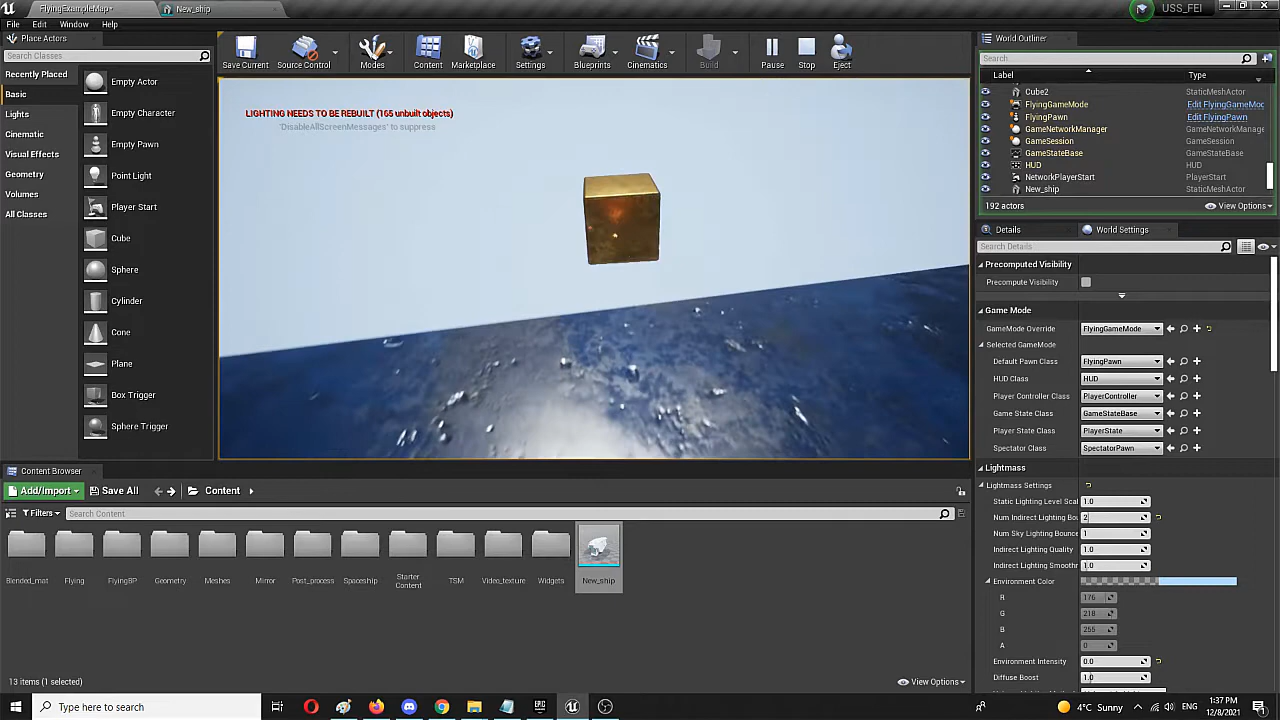 FlyingExampleMap*
New_ship
USS_FEI
File Edit Window Help
Place Actors
World Outliner
Search Classes
Recently Placed
Basic
Lights
Cinematic
Visual Effects
Geometry
Volumes
All Classes
Empty Actor
Empty Character
Empty Pawn
Point Light
Player Start
Cube
Sphere
Cylinder
Cone
Plane
Box Trigger
Sphere Trigger
Save Current
Source Control
Modes
Content
Marketplace
Settings
Blueprints
Cinematics
Build
Pause
Stop
Eject
LIGHTING NEEDS TO BE REBUILT (165 unbuilt objects)
'DisableAllScreenMessages' to suppress
Search...
Label Type
Cube2 StaticMeshActor
FlyingGameMode Edit FlyingGameMod
FlyingPawn Edit FlyingPawn
GameNetworkManager GameNetworkManage
GameSession GameSession
GameStateBase GameStateBase
HUD HUD
NetworkPlayerStart PlayerStart
New_ship StaticMeshActor
192 actors
View Options
Details
World Settings
Search Details
Precomputed Visibility
Precompute Visibility
Game Mode
GameMode Override FlyingGameMode
Selected GameMode
Default Pawn Class FlyingPawn
HUD Class HUD
Player Controller Class PlayerController
Game State Class GameStateBase
Player State Class PlayerState
Spectator Class SpectatorPawn
Lightmass
Lightmass Settings
Static Lighting Level Scal 1.0
Num Indirect Lighting Bou 2
Num Sky Lighting Bounce 1
Indirect Lighting Quality 1.0
Indirect Lighting Smoothn 1.0
Environment Color
R 176
G 218
B 255
A 0
Environment Intensity 0.0
Diffuse Boost 1.0
Content Browser
Add/Import
Save All
Content
Filters
Search Content
Blended_mat
Flying
FlyingBP
Geometry
Meshes
Mirror
Post_process
Spaceship
Starter
Content
TSM
Video_texture
Widgets
New_ship
13 items (1 selected)
View Options
Type here to search
4°C Sunny
ENG
1:37 PM
12/8/2021